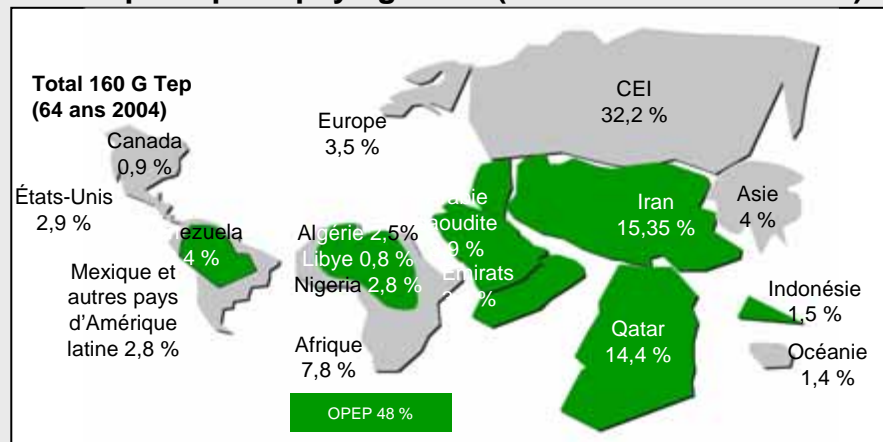 Total 160 G Tep
(64 ans 2004)
Canada
0,9 %
États-Unis
2,9 %
Europe
3,5 %
CEI
32,2 %
ezuela
4 %
Mexique et
autres pays
d’Amérique
latine 2,8 %
Algérie 2,5%
Libye 0,8 %
Nigeria 2,8 %
Afrique
7,8 %
aoudite
9 %
Emirats
Iran
15,35 %
Asie
4 %
Qatar
14,4 %
Indonésie
1,5 %
Océanie
1,4 %
OPEP 48 %